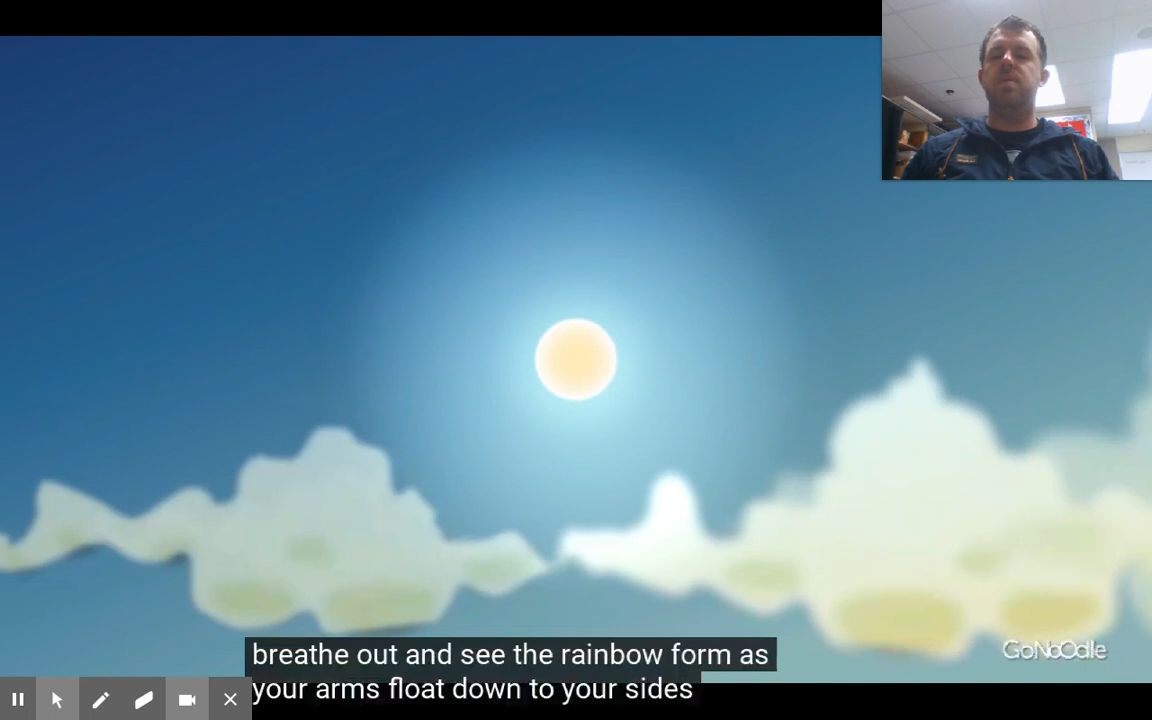 GoNoOdle
breathe out and see the rainbow form as
your arms float down to your sides